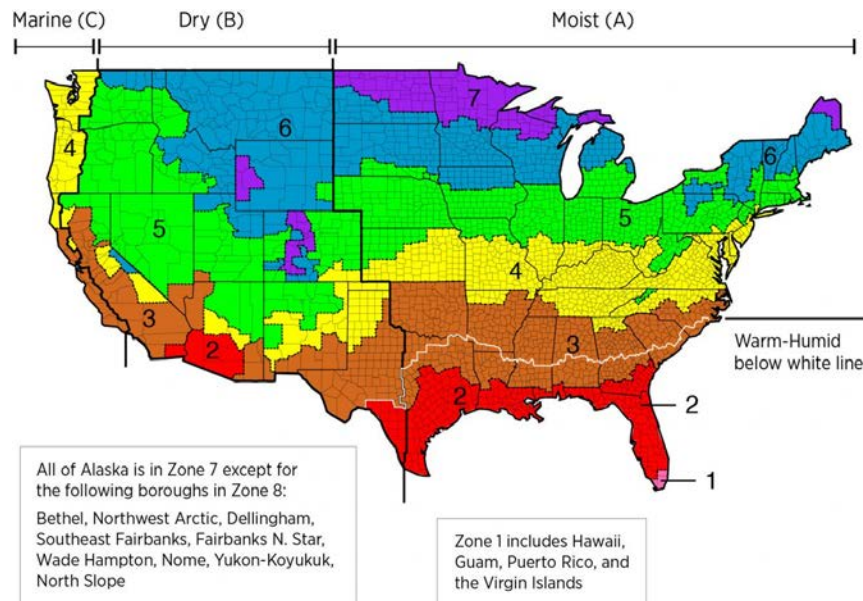 Marine (C)
Dry (B)
Moist (A)
7
6
6
4
5
5
4
3
3
2
Warm-Humid
below white line
2
2
1
All of Alaska is in Zone 7 except for
the following boroughs in Zone 8:
Bethel, Northwest Arctic, Dellingham,
Southeast Fairbanks, Fairbanks N. Star,
Wade Hampton, Nome, Yukon-Koyukuk,
North Slope
Zone 1 includes Hawaii,
Guam, Puerto Rico, and
the Virgin Islands